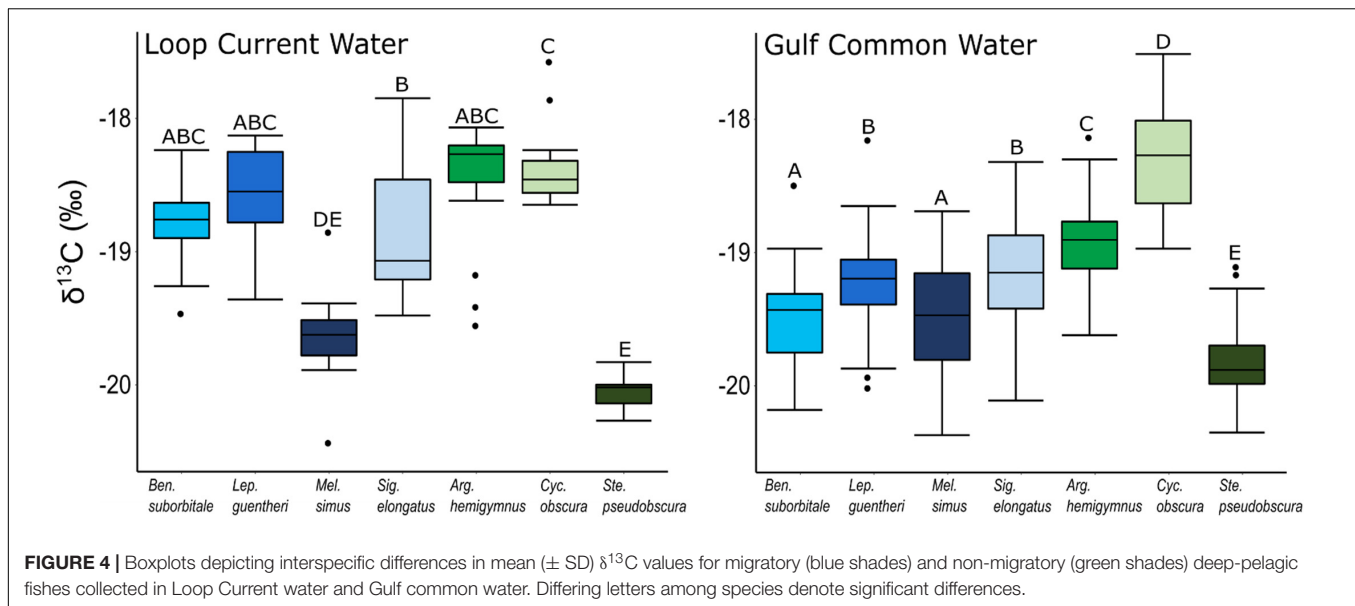 Loop Current Water
Gulf Common Water
δ13C (‰)
-18
-19
-20
ABC
ABC
DE
B
ABC
C
E
Ben. suborbitale
Lep. guentheri
Mel. simus
Sig. elongatus
Arg. hemigymnus
Cyc. obscura
Ste. pseudobscura
-18
-19
-20
A
B
A
B
C
D
E
Ben. suborbitale
Lep. guentheri
Mel. simus
Sig. elongatus
Arg. hemigymnus
Cyc. obscura
Ste. pseudobscura
FIGURE 4 | Boxplots depicting interspecific differences in mean (± SD) δ13C values for migratory (blue shades) and non-migratory (green shades) deep-pelagic
fishes collected in Loop Current water and Gulf common water. Differing letters among species denote significant differences.